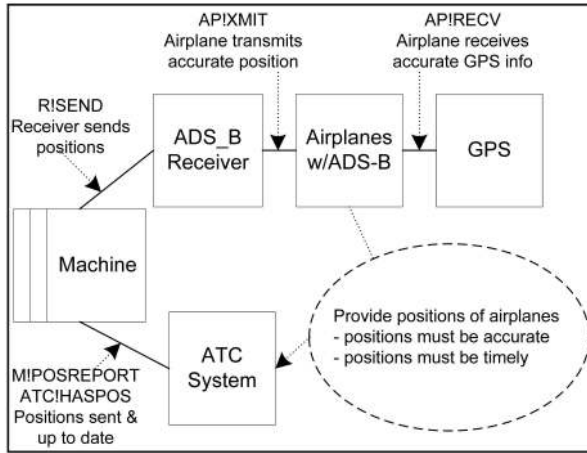 AP!XMIT
Airplane transmits
accurate position
AP!RECV
Airplane receives
accurate GPS info
R!SEND
Receiver sends
positions
ADS_B
Receiver
Airplanes
w/ADS-B
GPS
Machine
ATC
System
Provide positions of airplanes
- positions must be accurate
- positions must be timely
M!POSREPORT
ATC!HASPOS
Positions sent &
up to date